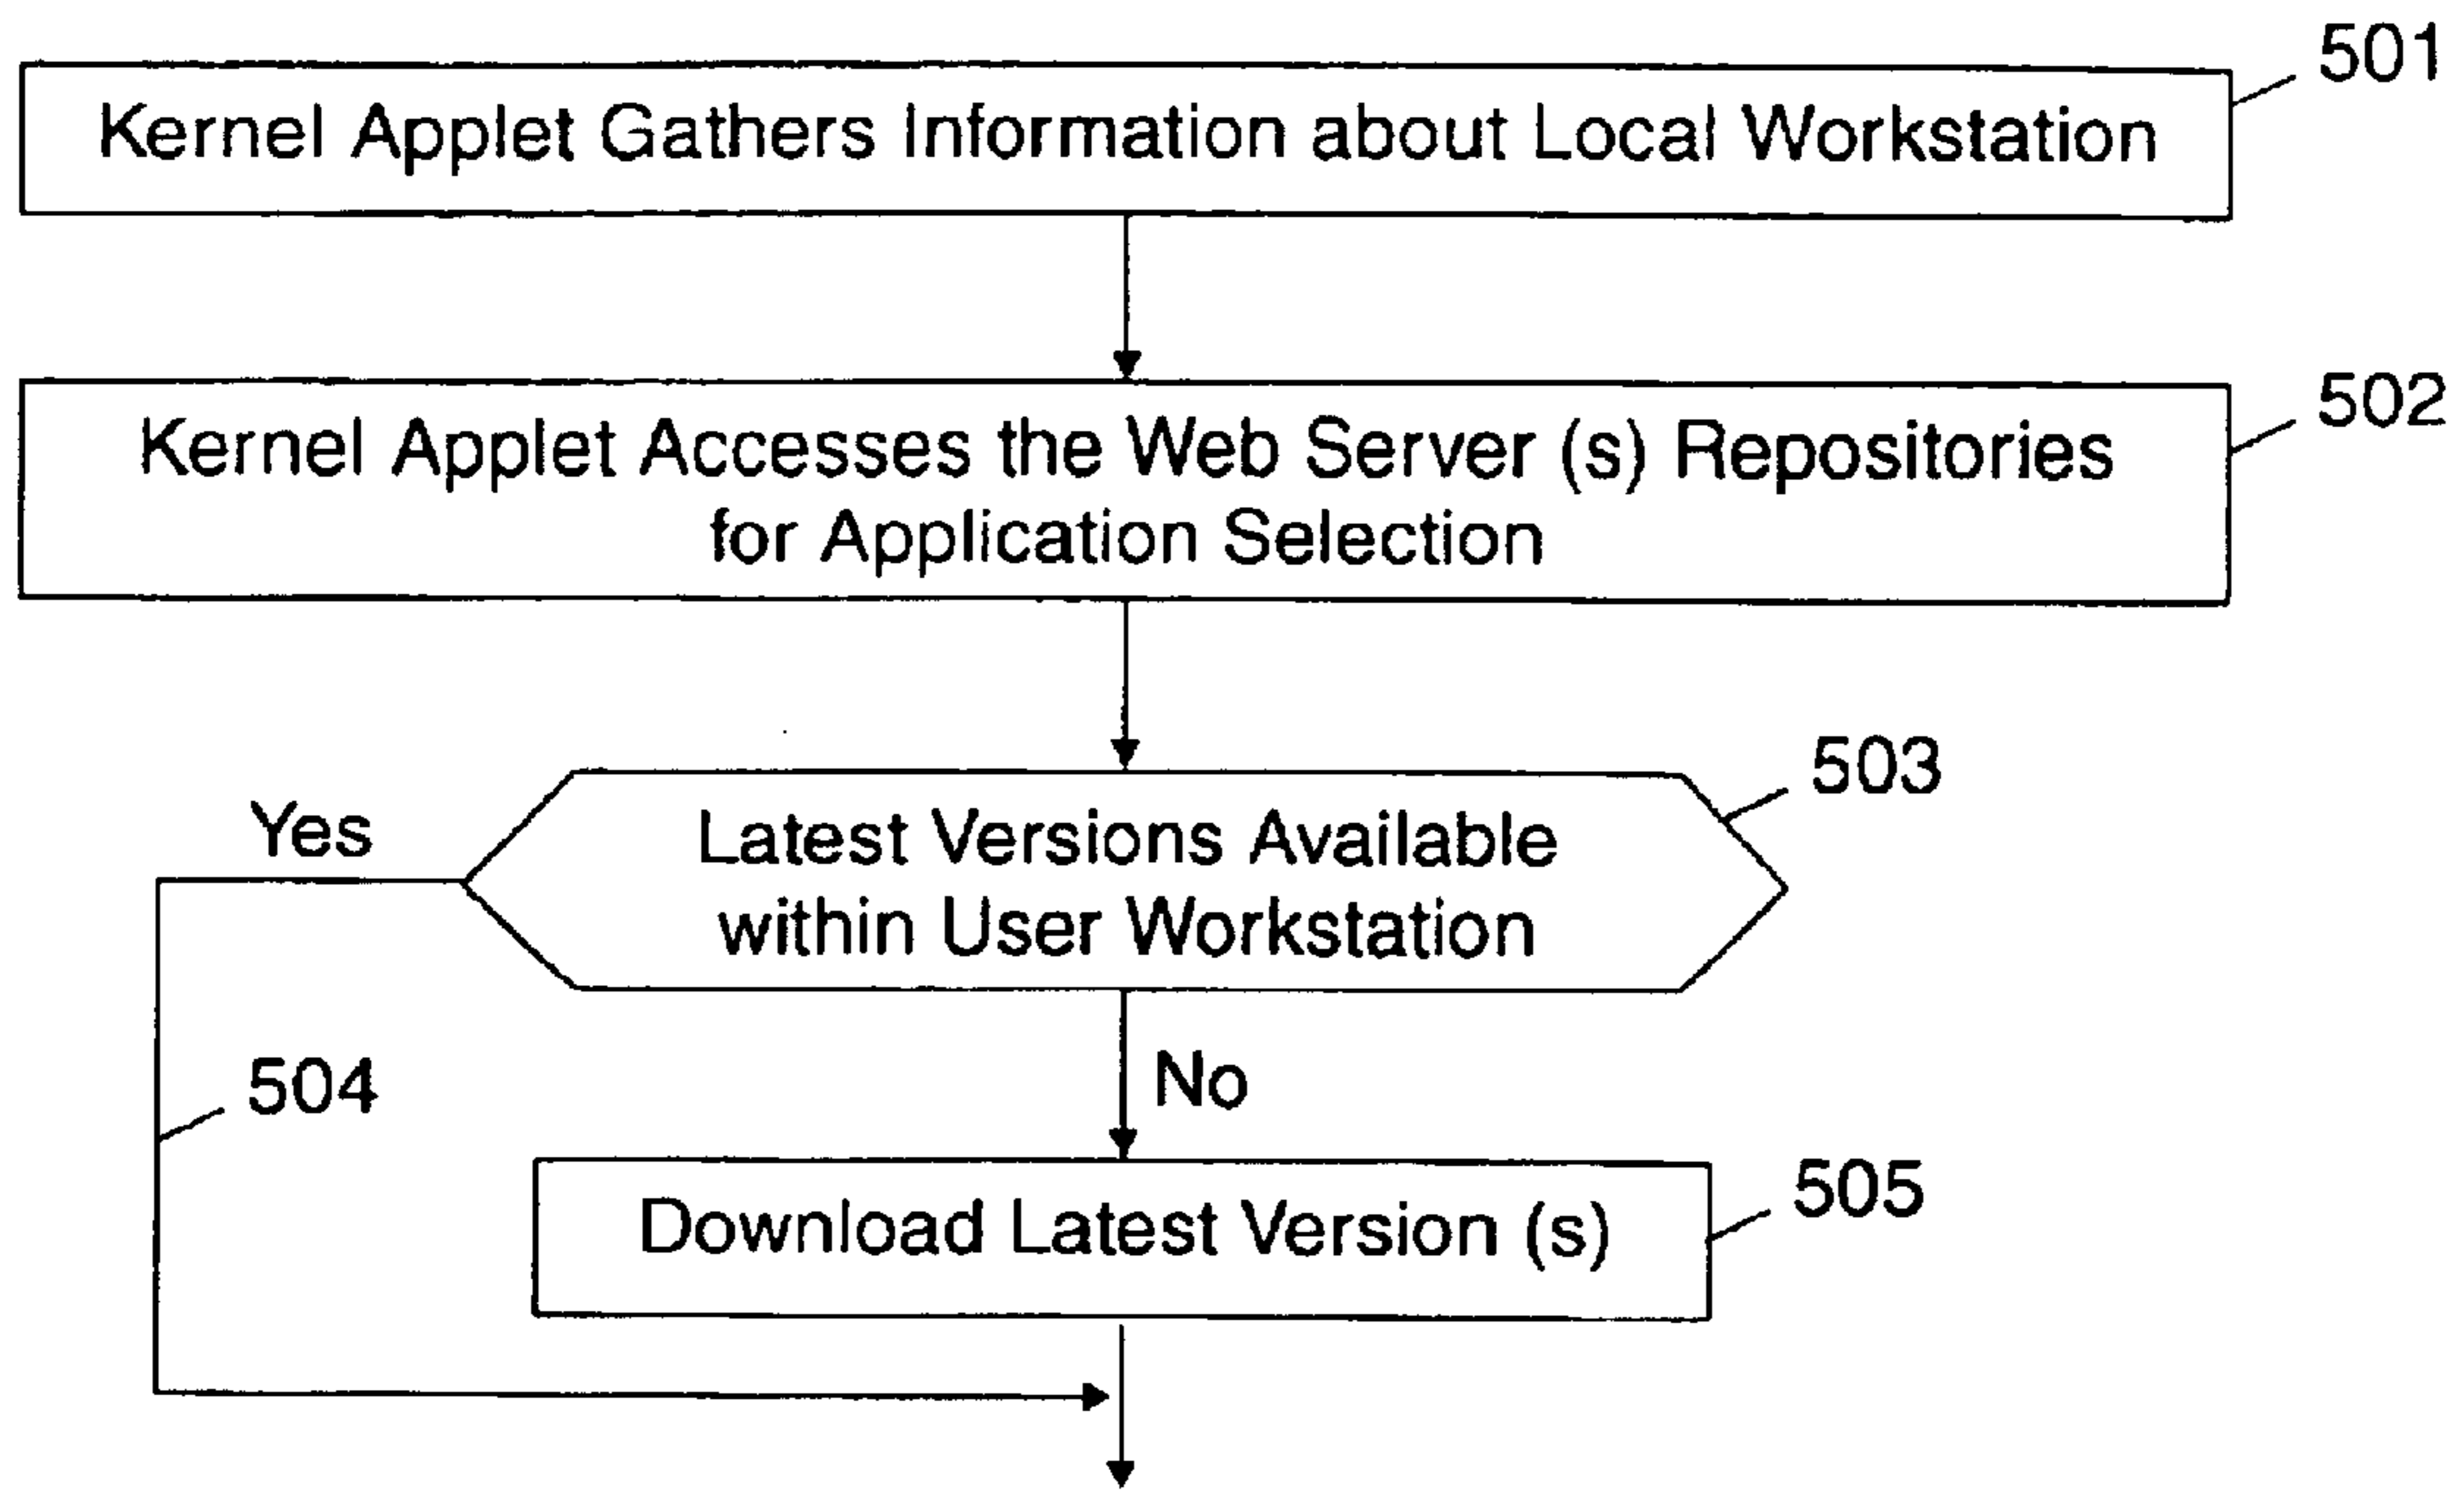 501
Kernel Applet Gathers Information about Local Workstation
502
Kernel Applet Accesses the Web Server (s) Repositories
for Application Selection
503
Yes
Latest Versions Available
within User Workstation
504
No
505
Download Latest Version (s)